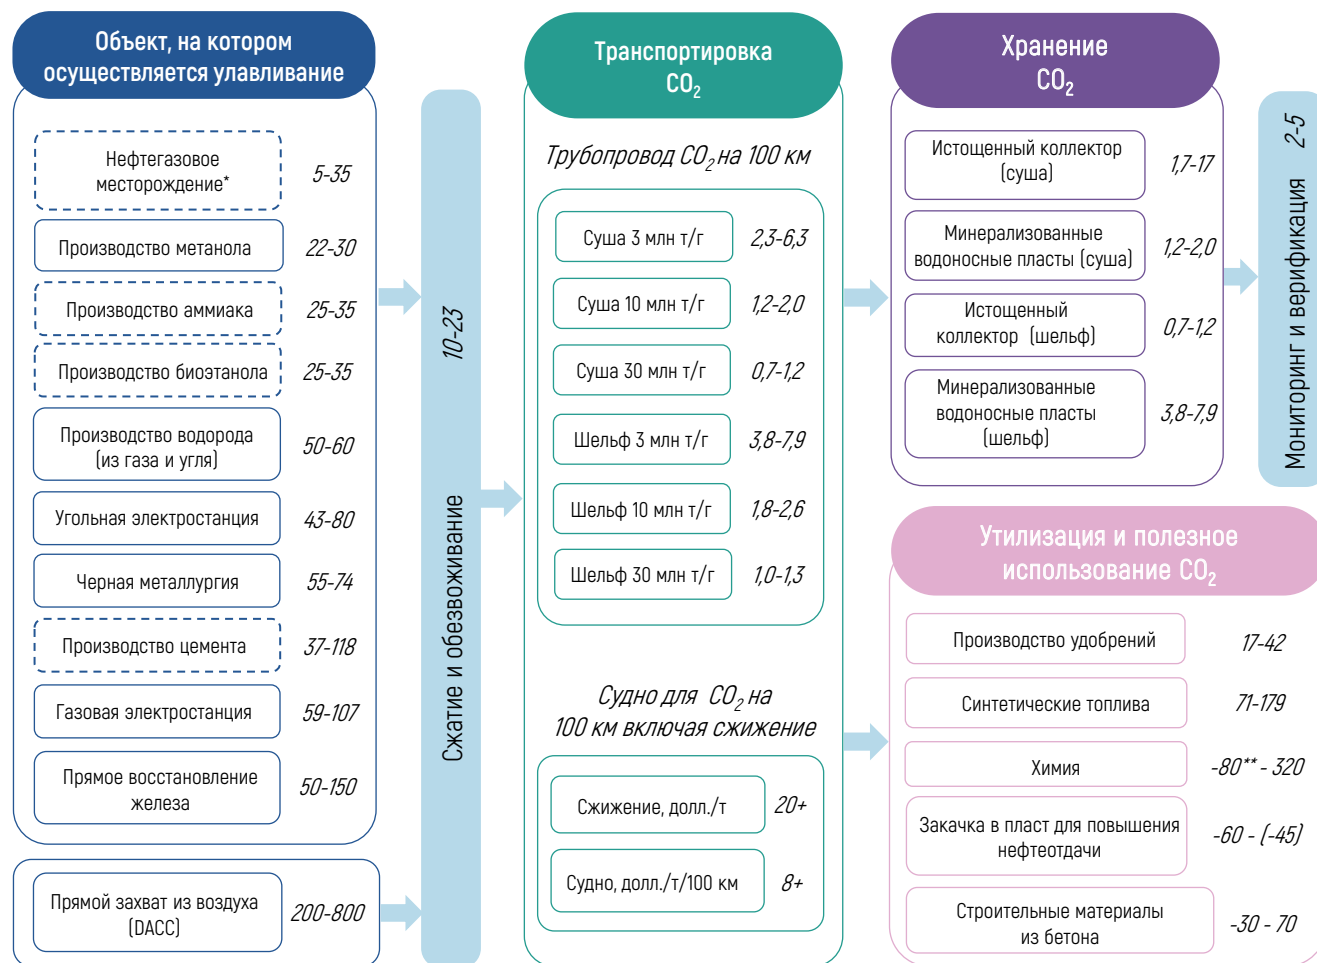 Объект, на котором
осуществляется улавливание
Нефтегазовое
месторождение*
5-35
Производство метанола
22-30
Производство аммиака
25-35
Производство биоэтанола
25-35
Производство водорода
(из газа и угля)
50-60
Угольная электростанция
43-80
Черная металлургия
55-74
Производство цемента
37-118
Газовая электростанция
59-107
Прямое восстановление
железа
50-150
Прямой захват из воздуха
(DACC)
200-800
Сжатие и обезвоживание
10-23
Транспортировка
CO₂
Трубопровод CO₂ на 100 км
Суша 3 млн т/г
2,3-6,3
Суша 10 млн т/г
1,2-2,0
Суша 30 млн т/г
0,7-1,2
Шельф 3 млн т/г
3,8-7,9
Шельф 10 млн т/г
1,8-2,6
Шельф 30 млн т/г
1,0-1,3
Судно для CO₂ на
100 км включая сжижение
Сжижение, долл./т
20+
Судно, долл./т/100 км
8+
Хранение
CO₂
Истощенный коллектор
(суша)
1,7-17
Минерализованные
водоносные пласты (суша)
1,2-2,0
Истощенный
коллектор (шельф)
0,7-1,2
Минерализованные
водоносные пласты
(шельф)
3,8-7,9
Мониторинг и верификация
2-5
Утилизация и полезное
использование CO₂
Производство удобрений
17-42
Синтетические топлива
71-179
Химия
-80** - 320
Закачка в пласт для повышения
нефтеотдачи
-60 - (-45)
Строительные материалы
из бетона
-30 - 70